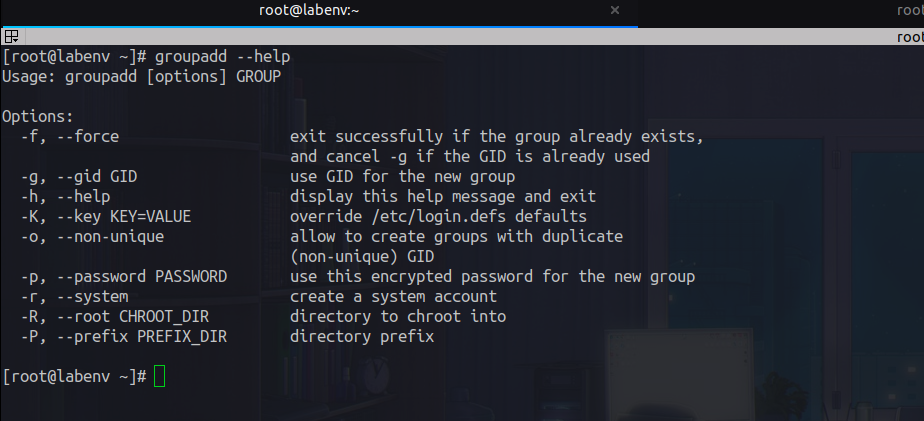 root@labenv:~ × root
root
[root@labenv ~]# groupadd --help
Usage: groupadd [options] GROUP
Options:
-f, --force exit successfully if the group already exists,
and cancel -g if the GID is already used
-g, --gid GID use GID for the new group
-h, --help display this help message and exit
-K, --key KEY=VALUE override /etc/login.defs defaults
-o, --non-unique allow to create groups with duplicate
(non-unique) GID
-p, --password PASSWORD use this encrypted password for the new group
-r, --system create a system account
-R, --root CHROOT_DIR directory to chroot into
-P, --prefix PREFIX_DIR directory prefix
[root@labenv ~]#